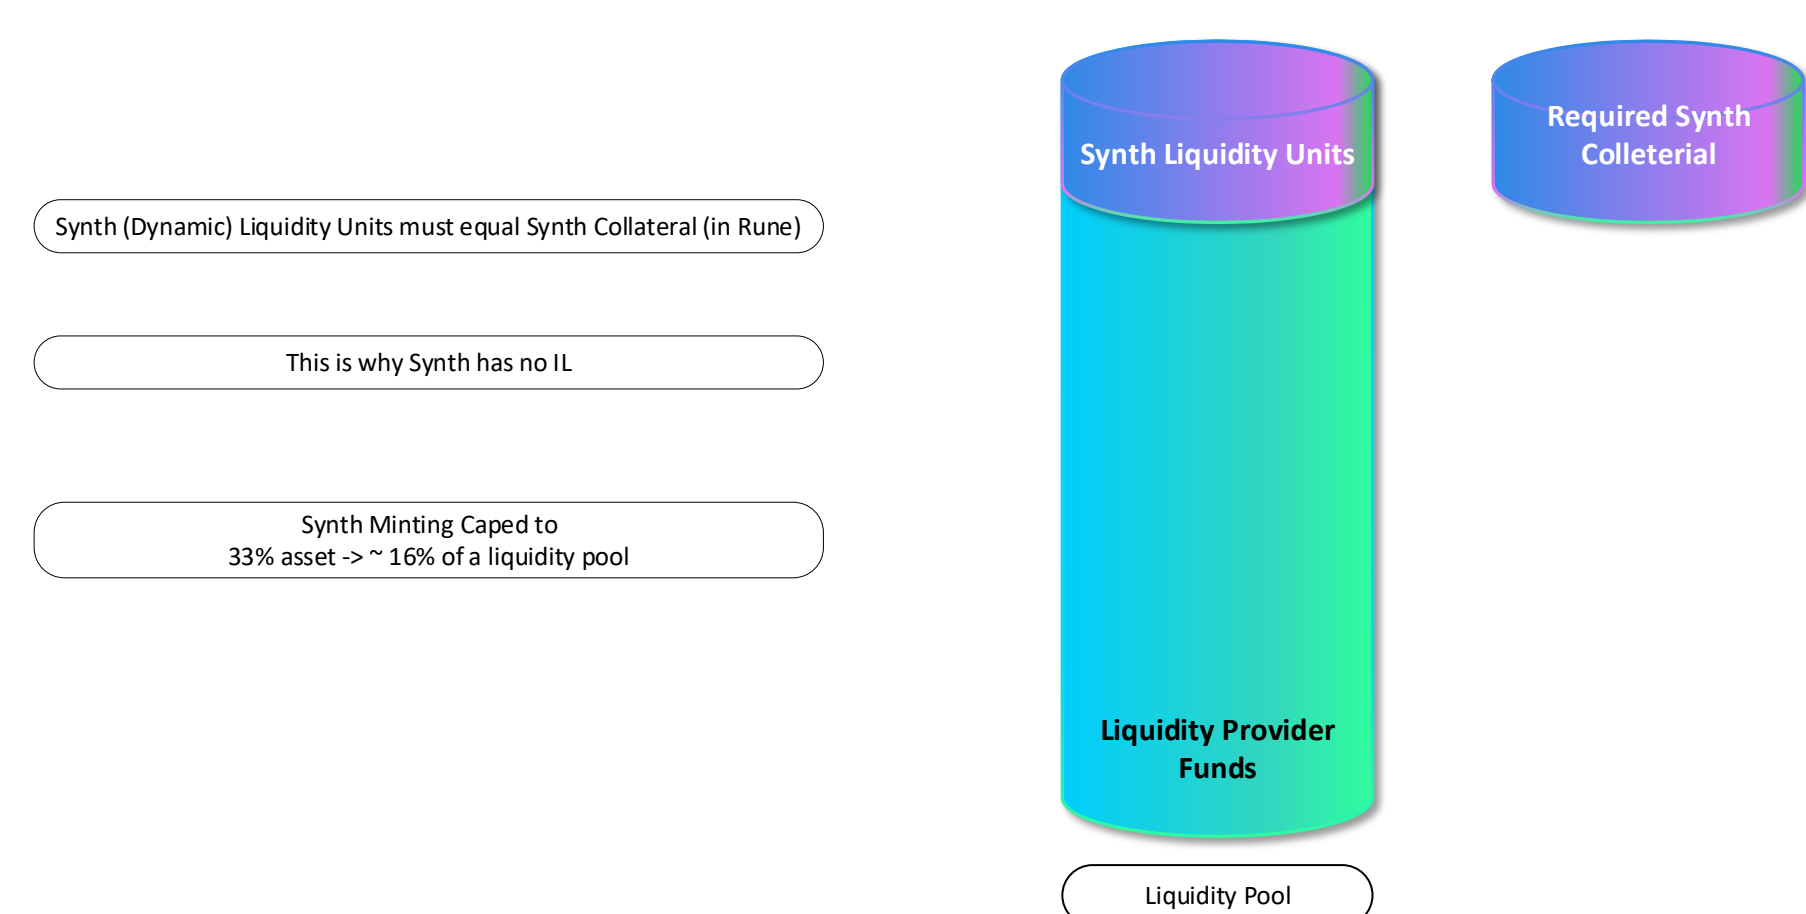 Synth (Dynamic) Liquidity Units must equal Synth Collateral (in Rune)
This is why Synth has no IL
Synth Minting Caped to
33% asset -> ~ 16% of a liquidity pool
Synth Liquidity Units
Required Synth
Colleterial
Liquidity Provider
Funds
Liquidity Pool